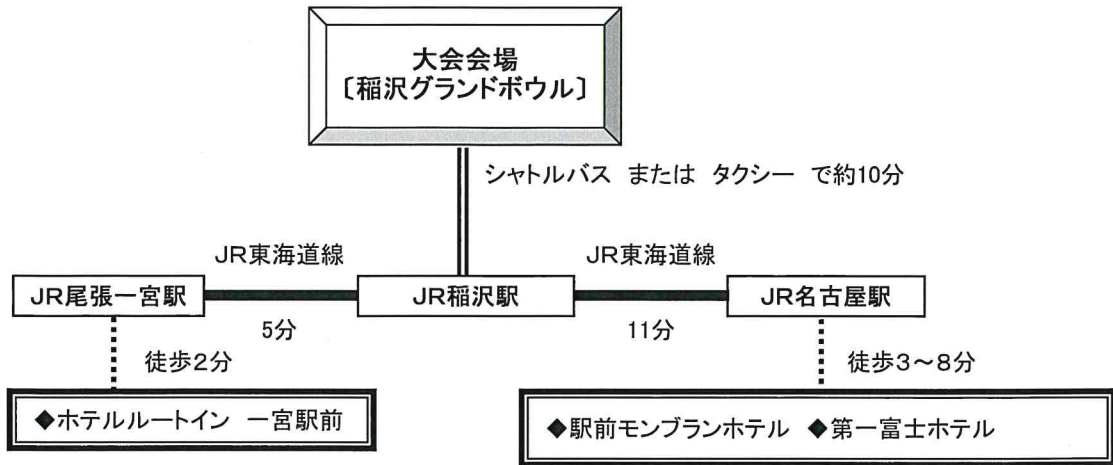 大会会場
〔稲沢グランドボウル〕
シャトルバス または タクシー で約10分
JR東海道線
JR東海道線
JR尾張一宮駅
JR稲沢駅
JR名古屋駅
5分
11分
徒歩2分
徒歩3～8分
◆ホテルルートイン 一宮駅前
◆駅前モンブランホテル ◆第一富士ホテル